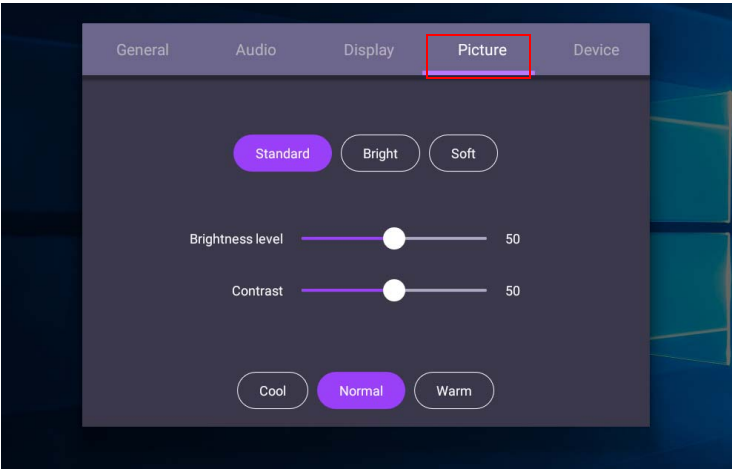 General Audio Display Picture Device
Standard Bright Soft
Brightness level 50
Contrast 50
Cool Normal Warm